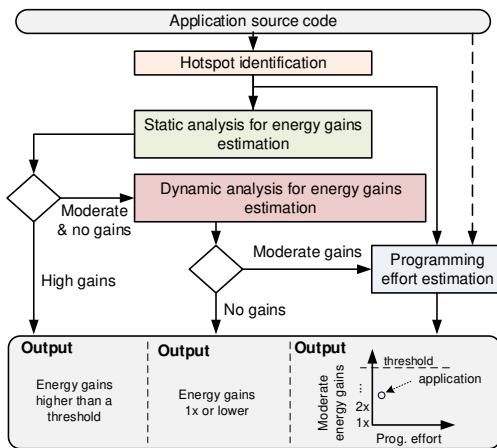 Application source code
Hotspot identification
Static analysis for energy gains
estimation
Dynamic analysis for energy gains
estimation
Moderate
& no gains
Moderate gains
Programming
effort estimation
High gains
No gains
Output
Energy gains
higher than a
threshold
Output
Energy gains
1x or lower
Output
Moderate
energy gains
threshold
application
...
2x
1x
Prog. effort